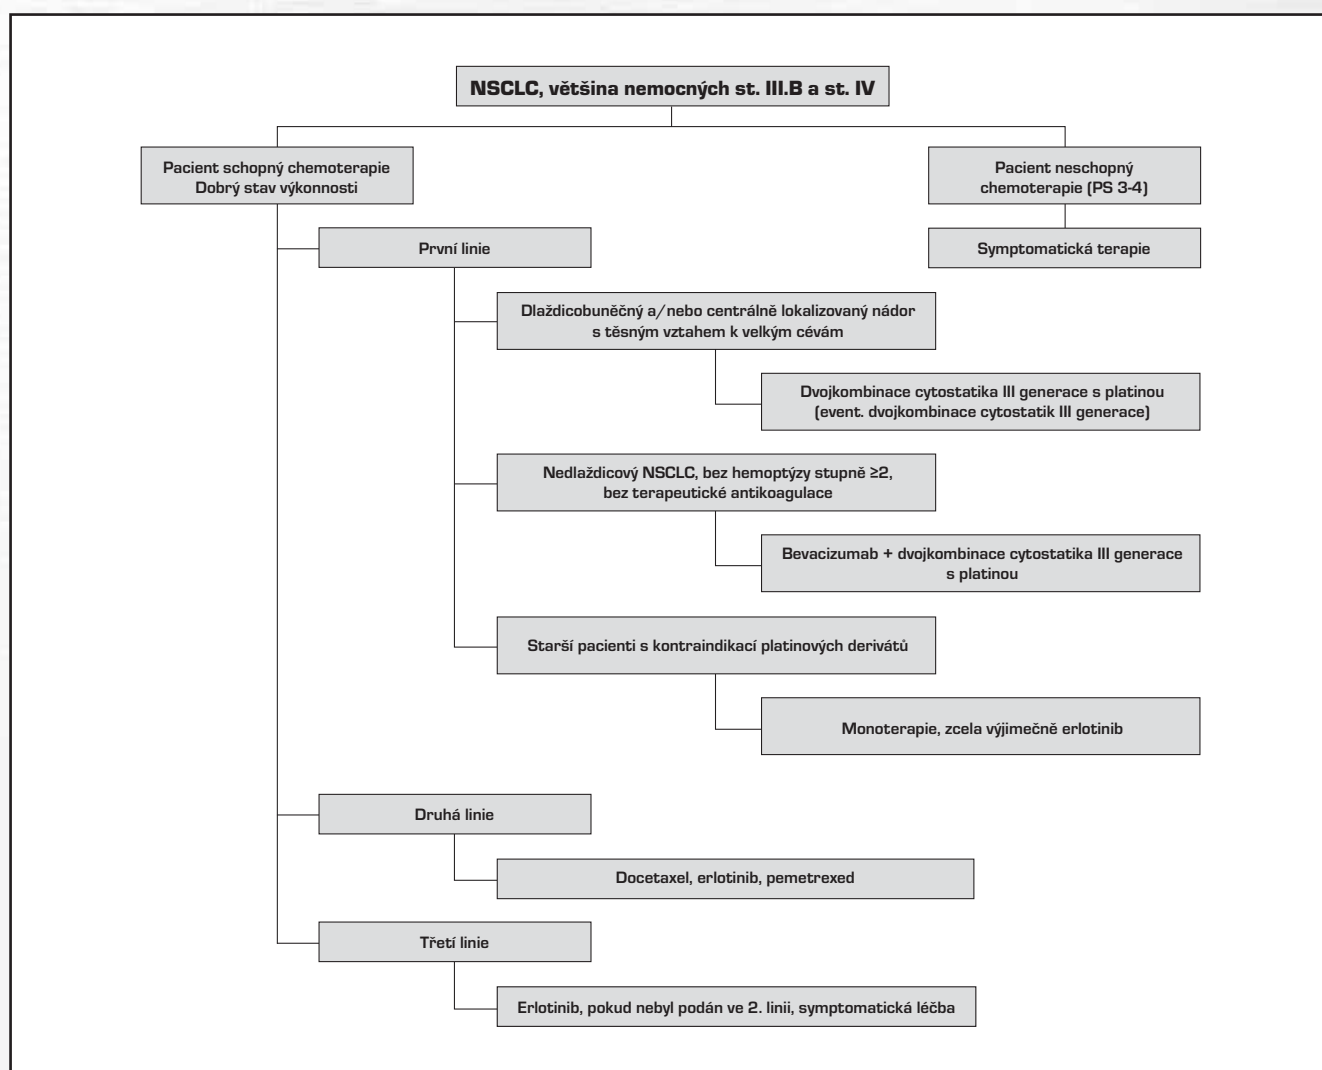 NSCLC, většina nemocných st. III.B a st. IV
Pacient schopný chemoterapie
Dobrý stav výkonnosti
Pacient neschopný
chemoterapie (PS 3-4)
Symptomatická terapie
První linie
Dlaždicobuněčný a/nebo centrálně lokalizovaný nádor
s těsným vztahem k velkým cévám
Dvojkombinace cytostatika III generace s platinou
(event. dvojkombinace cytostatik III generace)
Nedlaždicový NSCLC, bez hemoptýzy stupně ≥2,
bez terapeutické antikoagulace
Bevacizumab + dvojkombinace cytostatika III generace
s platinou
Starší pacienti s kontraindikací platinových derivátů
Monoterapie, zcela výjimečně erlotinib
Druhá linie
Docetaxel, erlotinib, pemetrexed
Třetí linie
Erlotinib, pokud nebyl podán ve 2. linii, symptomatická léčba